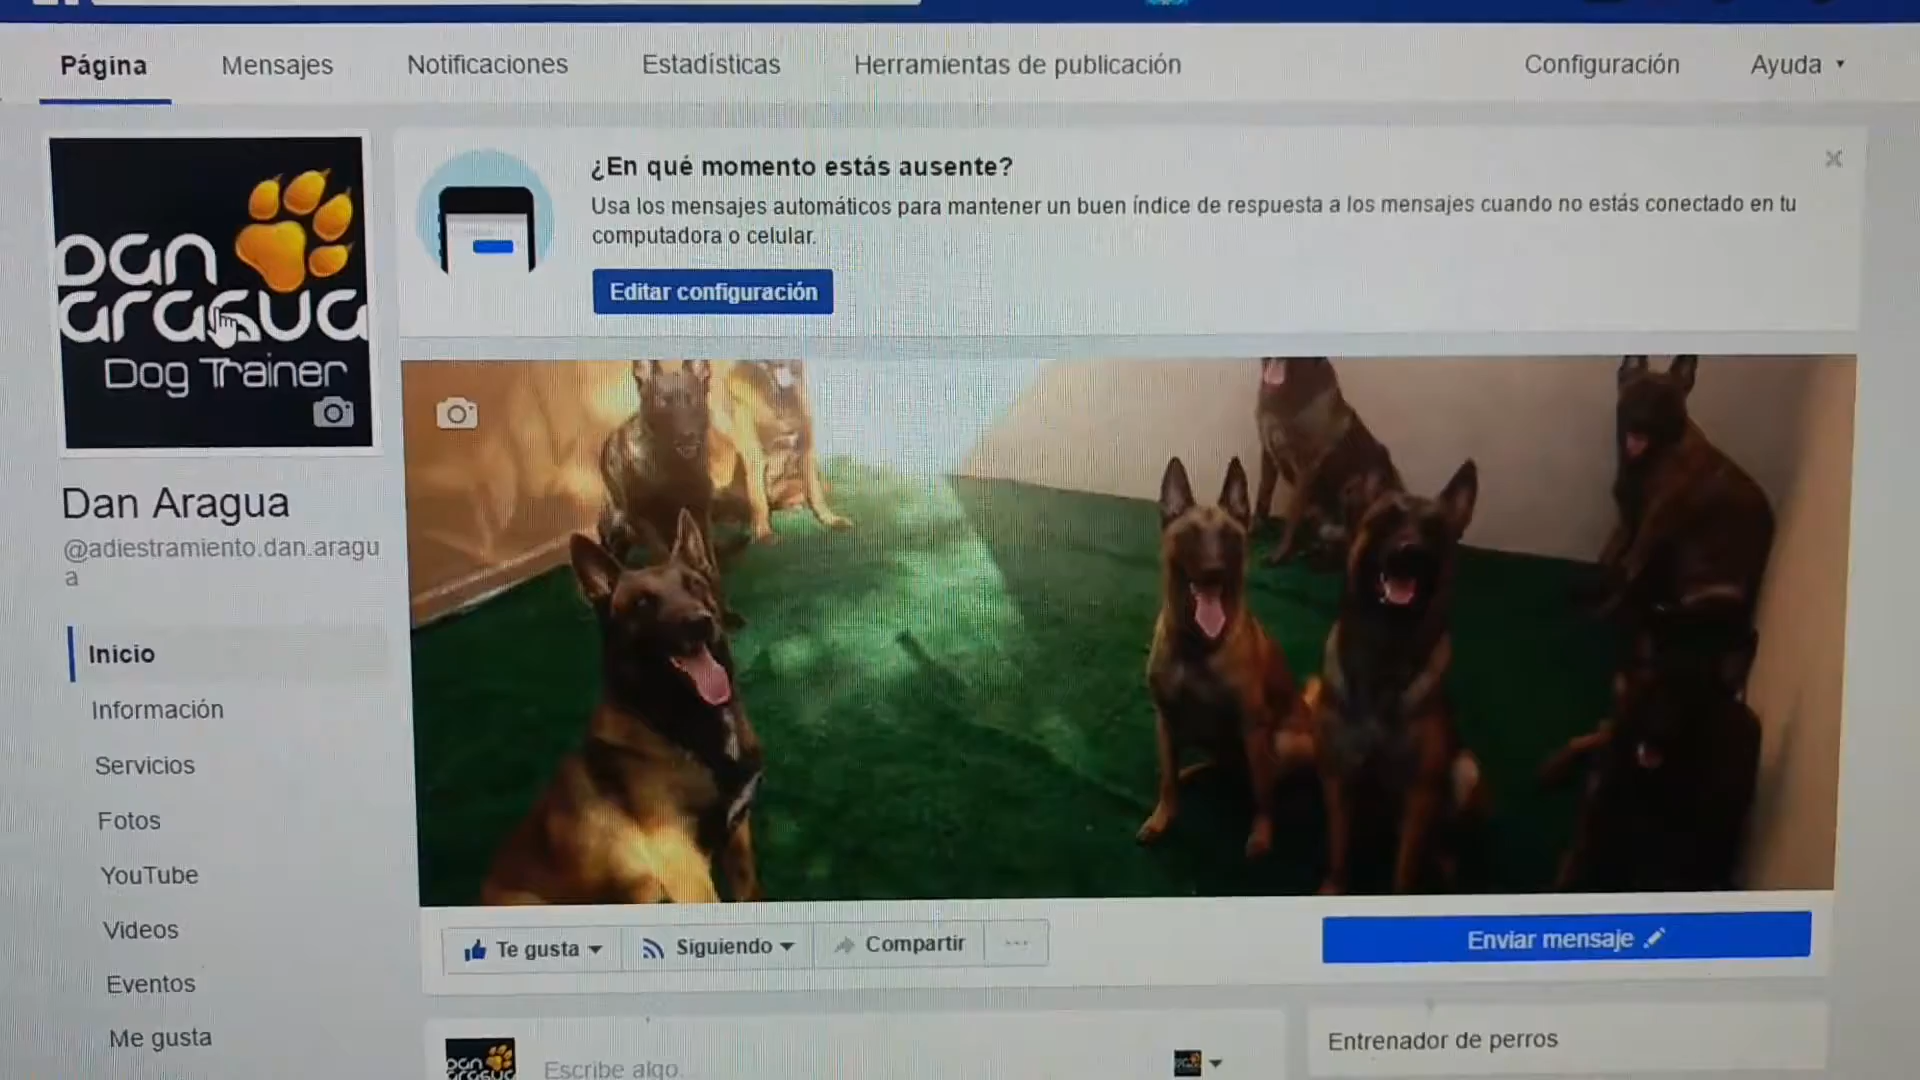 Página
Mensajes
Notificaciones
Estadísticas
Herramientas de publicación
Configuración
Ayuda
¿En qué momento estás ausente?
Usa los mensajes automáticos para mantener un buen índice de respuesta a los mensajes cuando no estás conectado en tu
computadora o celular.
Editar configuración
Dan
Aragua
Dog Trainer
Dan Aragua
@adiestramiento.dan.aragu
a
Inicio
Información
Servicios
Fotos
YouTube
Videos
Eventos
Me gusta
Te gusta
Siguiendo
Compartir
...
Enviar mensaje
Dan
Aragua
Escribe algo.
Entrenador de perros